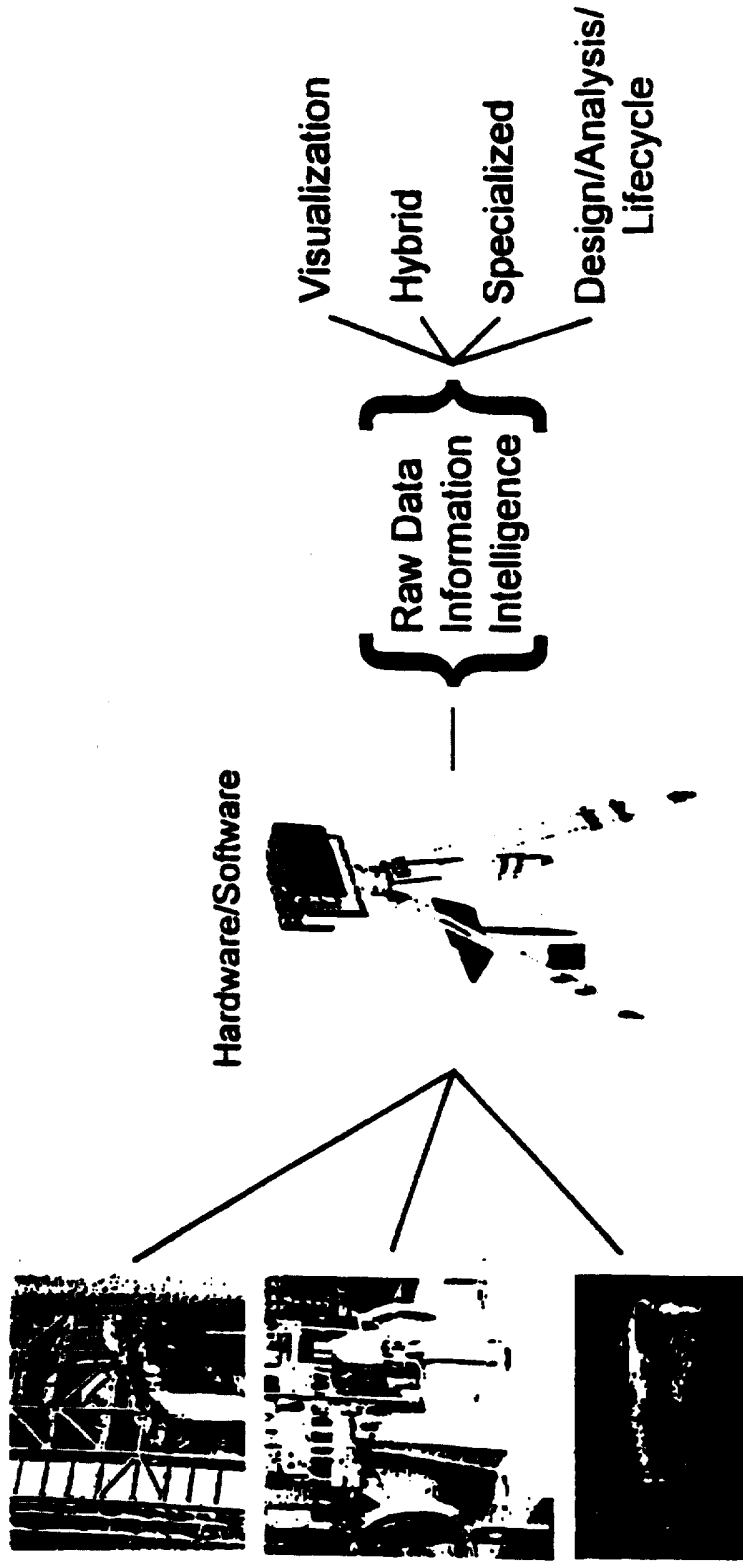 Hardware/Software
Raw Data
Information
Intelligence
Visualization
Hybrid
Specialized
Design/Analysis/
Lifecycle